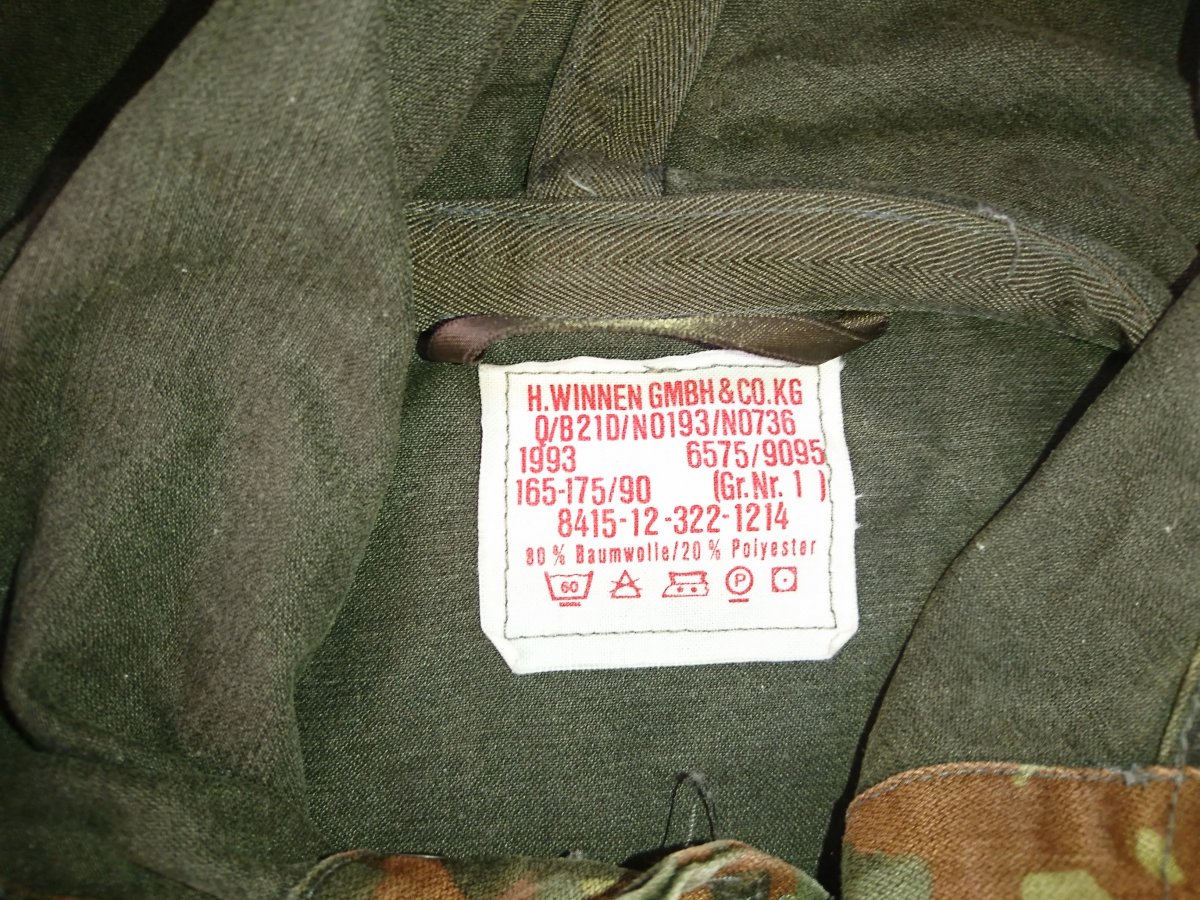 H.WINNEN GMBH & CO.KG
Q/B21D/N0193/N0736
1993 6575/9095
165-175/90 (Gr.Nr. 1 )
8415-12-322-1214
80 % Baumwolle/20 % Polyester
60 P